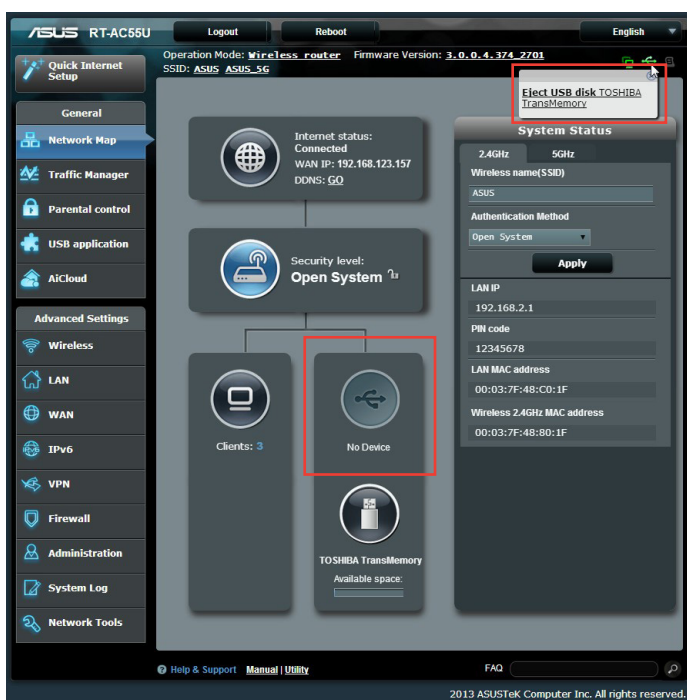 ASUS RT-AC55U
Logout
Reboot
English
Quick Internet
Setup
Operation Mode: Wireless router Firmware Version: 3.0.0.4.374_2701
SSID: ASUS ASUS_5G
Eject USB disk TOSHIBA
TransMemory
General
Network Map
Traffic Manager
Parental control
USB application
AiCloud
Advanced Settings
Wireless
LAN
WAN
IPv6
VPN
Firewall
Administration
System Log
Network Tools
Internet status:
Connected
WAN IP: 192.168.123.157
DDNS: GO
Security level:
Open System
Clients: 3
No Device
TOSHIBA TransMemory
Available space:
System Status
2.4GHz
5GHz
Wireless name(SSID)
ASUS
Authentication Method
Open System
Apply
LAN IP
192.168.2.1
PIN code
12345678
LAN MAC address
00:03:7F:48:C0:1F
Wireless 2.4GHz MAC address
00:03:7F:48:80:1F
Help & Support Manual | Utility
FAQ
2013 ASUSTeK Computer Inc. All rights reserved.